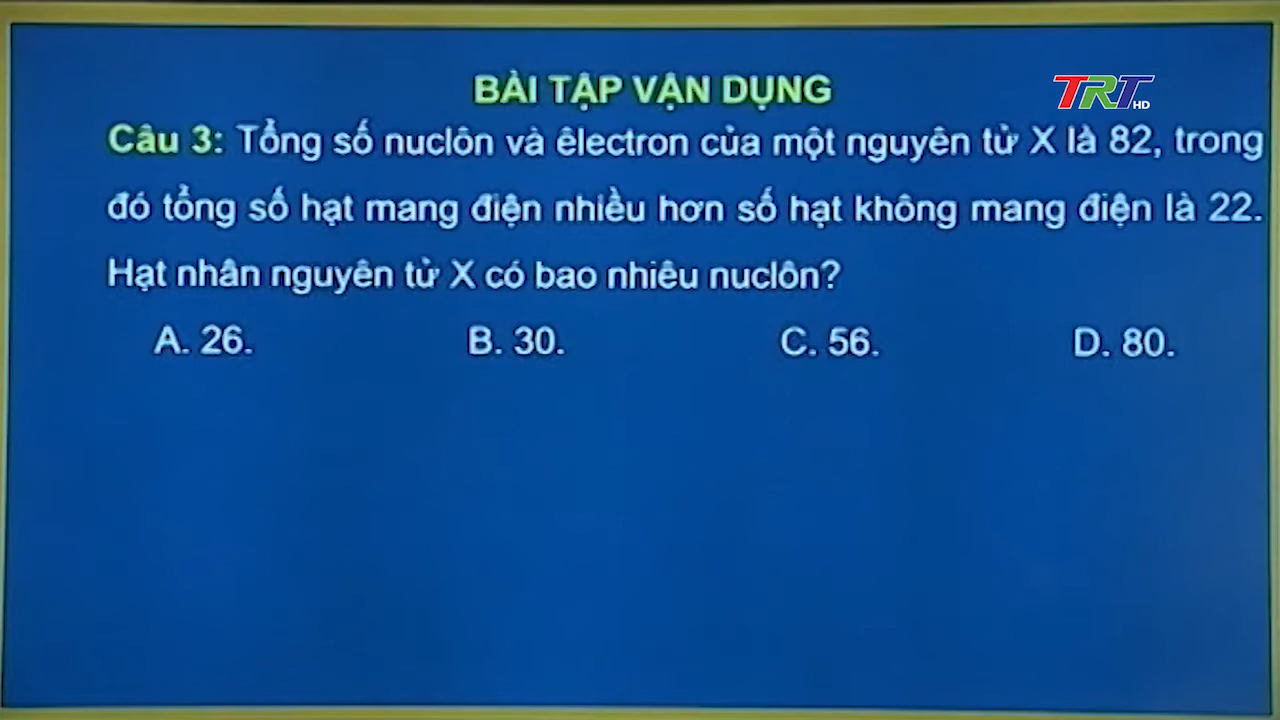 BÀI TẬP VẬN DỤNG
TRT HD
Câu 3: Tổng số nuclôn và êlectron của một nguyên tử X là 82, trong
đó tổng số hạt mang điện nhiều hơn số hạt không mang điện là 22.
Hạt nhân nguyên tử X có bao nhiêu nuclôn?
A. 26. B. 30. C. 56. D. 80.